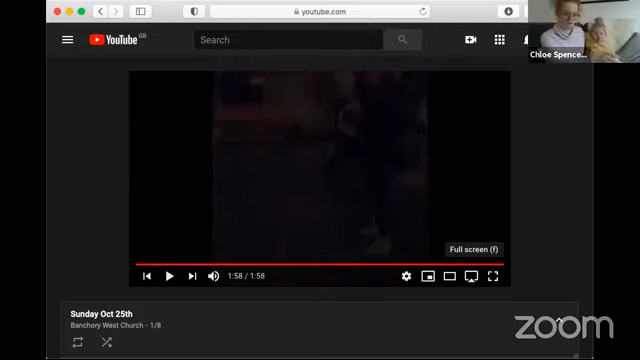 youtube.com
YouTube GB
Search
Chloe Spence...
Full screen (f)
1:58 / 1:58
Sunday Oct 25th
Banchory West Church - 1/8
zoom